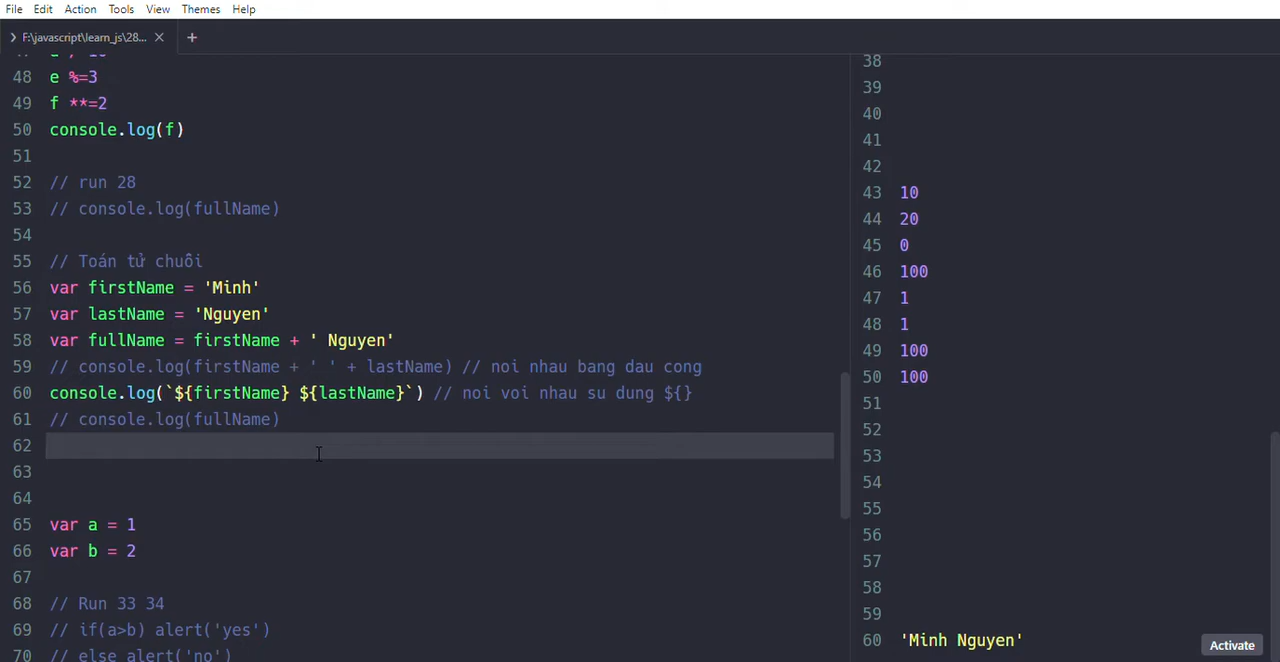 File Edit Action Tools View Themes Help
F:\javascript\learn_js\28...
48 e %=3
49 f **=2
50 console.log(f)
51
52 // run 28
53 // console.log(fullName)
54
55 // Toán tử chuỗi
56 var firstName = 'Minh'
57 var lastName = 'Nguyen'
58 var fullName = firstName + ' Nguyen'
59 // console.log(firstName + ' ' + lastName) // noi nhau bang dau cong
60 console.log(`${firstName} ${lastName}`) // noi voi nhau su dung ${}
61 // console.log(fullName)
62
63
64
65 var a = 1
66 var b = 2
67
68 // Run 33 34
69 // if(a>b) alert('yes')
70 // else alert('no')
38
39
40
41
42
43 10
44 20
45 0
46 100
47 1
48 1
49 100
50 100
51
52
53
54
55
56
57
58
59
60 'Minh Nguyen'
Activate